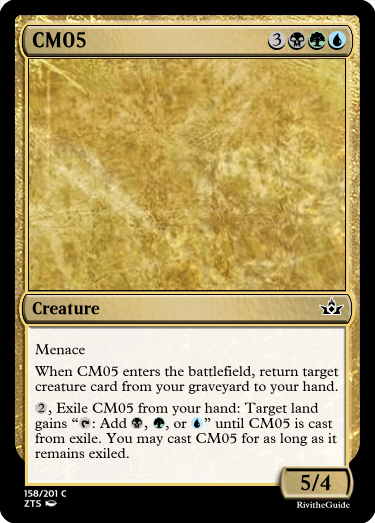 CM05 3
Creature
Menace
When CM05 enters the battlefield, return target
creature card from your graveyard to your hand.
2, Exile CM05 from your hand: Target land
gains “: Add , , or ” until CM05 is cast
from exile. You may cast CM05 for as long as it
remains exiled.
5/4
158/201 C
ZTS RivitheGuide